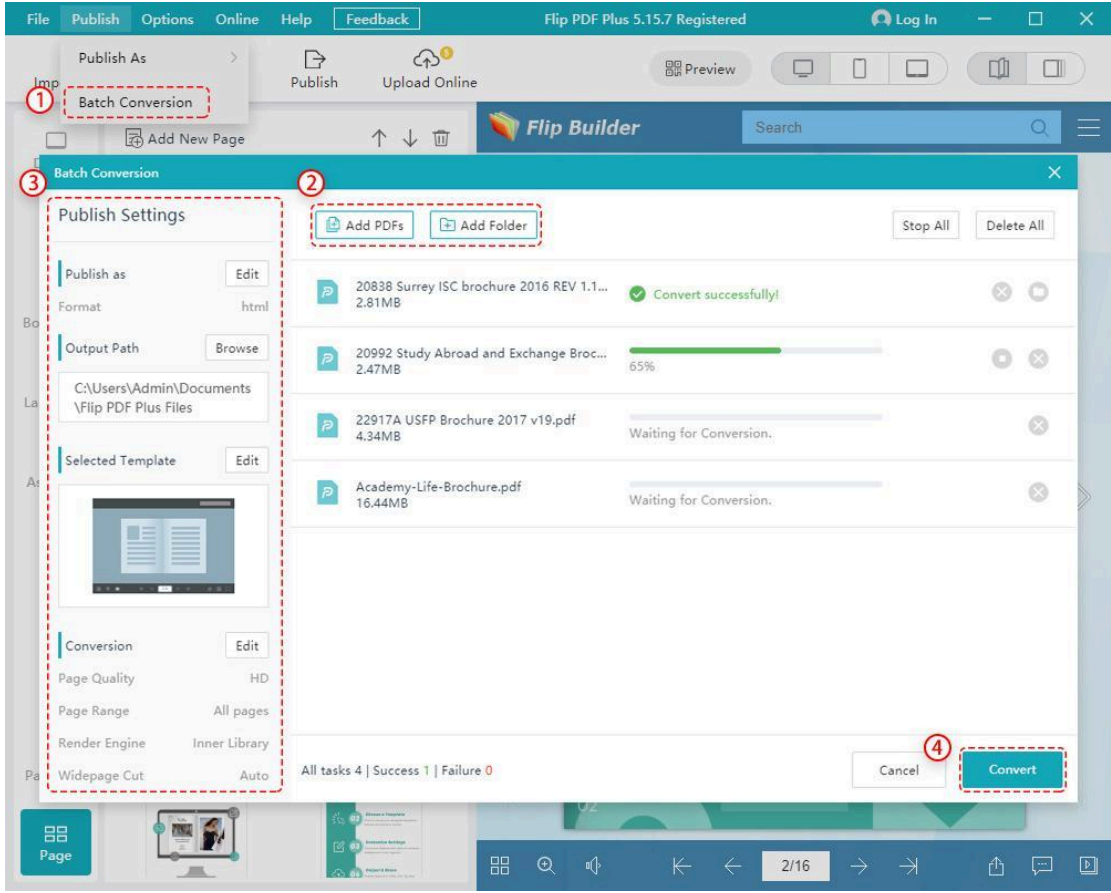 File Publish Options Online Help Feedback Flip PDF Plus 5.15.7 Registered Log In
Publish As
Publish Upload Online Preview
1 Batch Conversion
Add New Page Flip Builder Search
3 Batch Conversion 2
Publish Settings
Add PDFs Add Folder Stop All Delete All
Publish as Edit
Format html
Output Path Browse
C:\Users\Admin\Documents
\Flip PDF Plus Files
Selected Template Edit
Conversion Edit
Page Quality HD
Page Range All pages
Render Engine Inner Library
Widepage Cut Auto
20838 Surrey ISC brochure 2016 REV 1.1...
2.81MB
Convert successfully!
20992 Study Abroad and Exchange Broc...
2.47MB
65%
22917A USFP Brochure 2017 v19.pdf
4.34MB
Waiting for Conversion.
Academy-Life-Brochure.pdf
16.44MB
Waiting for Conversion.
All tasks 4 | Success 1 | Failure 0
Cancel 4 Convert
Page
2/16